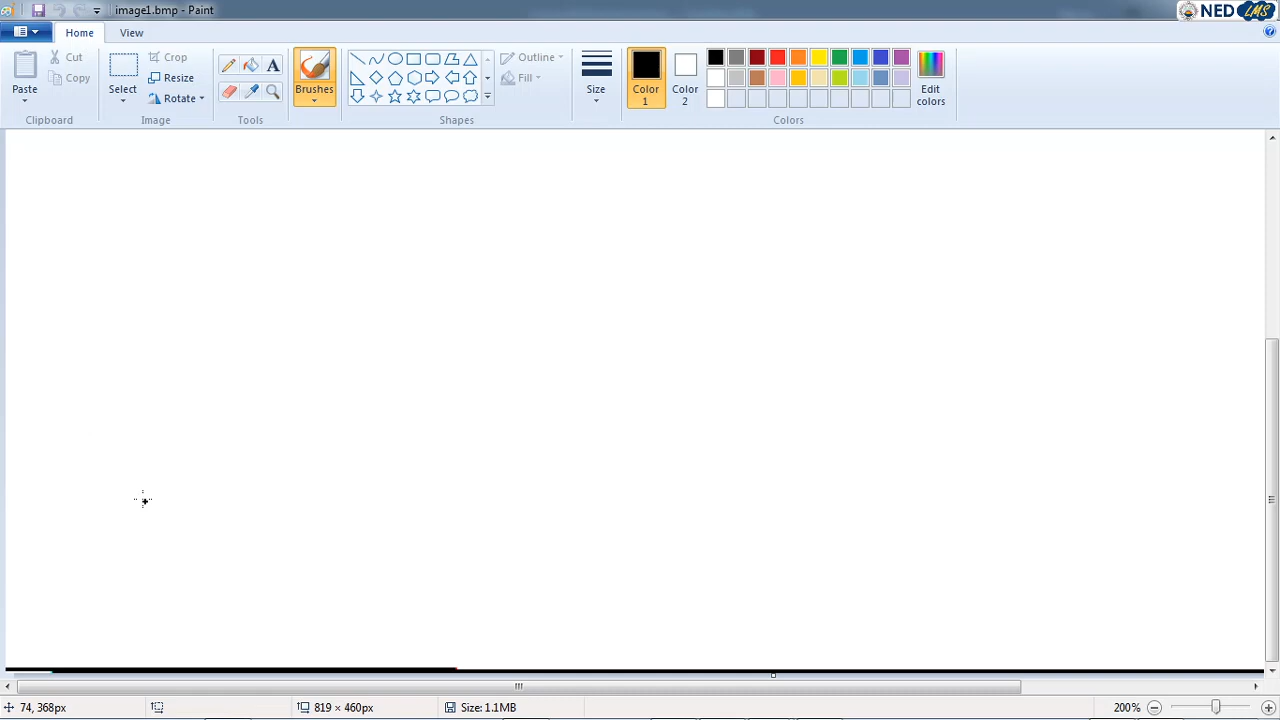 image1.bmp - Paint
NED LMS
Home View
Paste
Cut
Copy
Clipboard
Select
Crop
Resize
Rotate
Image
A
Tools
Brushes
Outline
Fill
Shapes
Size
Color 1
Color 2
Edit colors
Colors
74, 368px
819 × 460px
Size: 1.1MB
200%